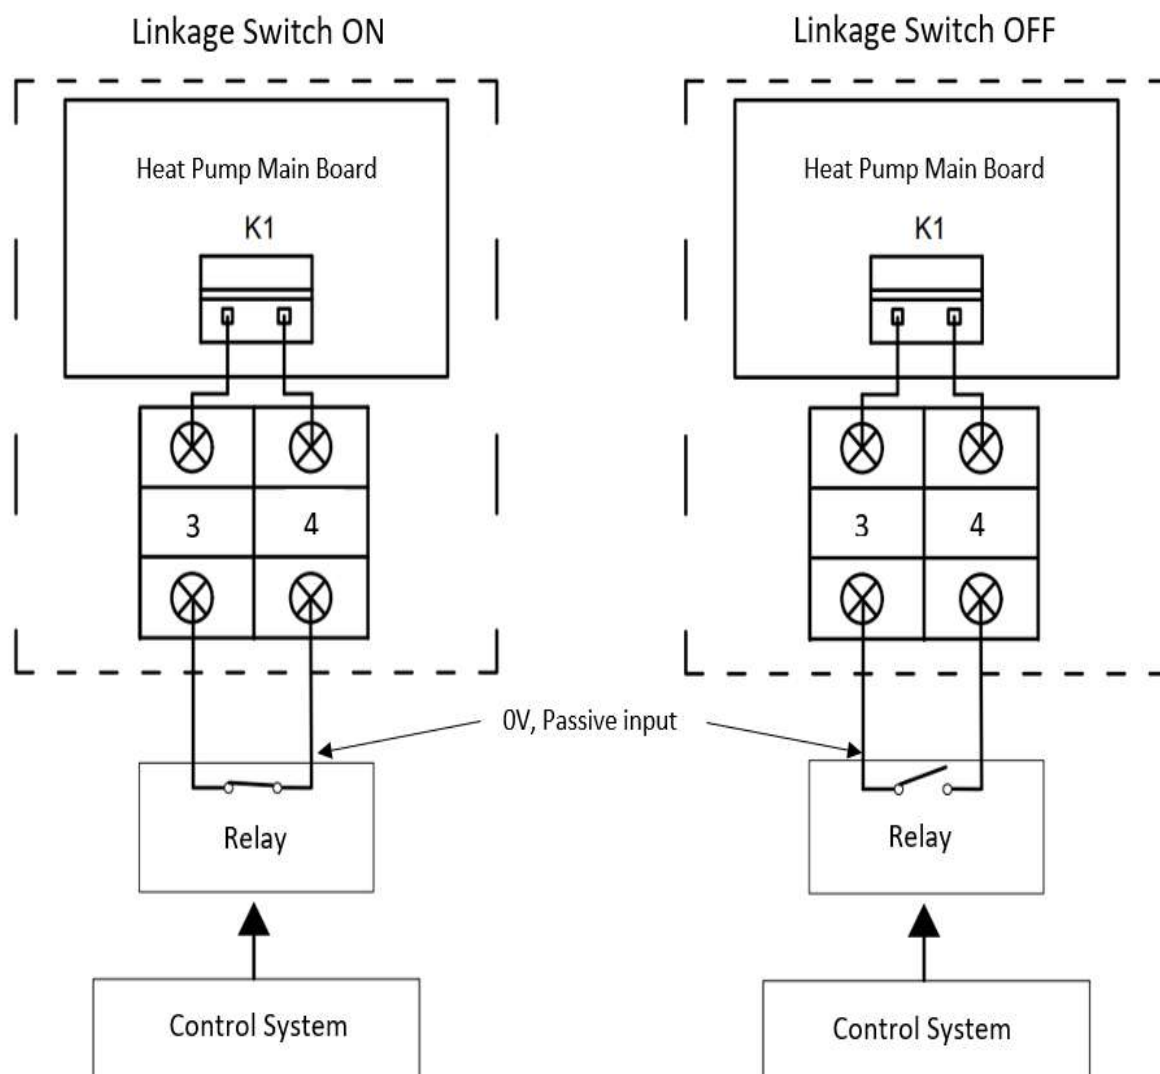 Linkage Switch ON
Heat Pump Main Board
K1
3 4
Relay
Control System
0V, Passive input
Linkage Switch OFF
Heat Pump Main Board
K1
3 4
Relay
Control System